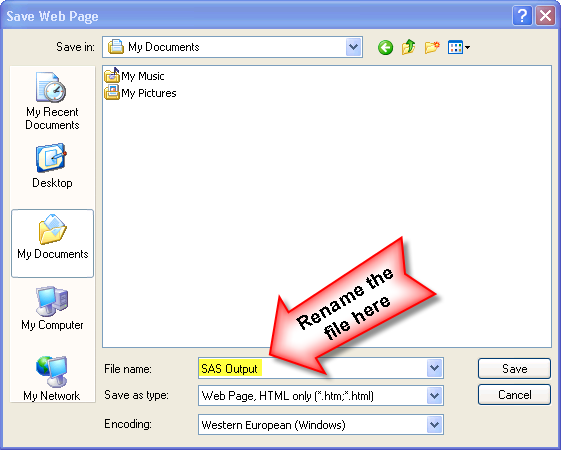 Save Web Page
Save in:
My Documents
My Music
My Pictures
My Recent
Documents
Desktop
My Documents
My Computer
My Network
Rename the
file here
File name:
SAS Output
Save
Save as type:
Web Page, HTML only (*.htm;*.html)
Cancel
Encoding:
Western European (Windows)